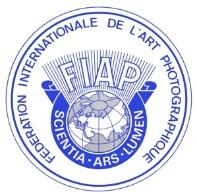 FEDERATION INTERNATIONALE DE L'ART PHOTOGRAPHIQUE
FIAP
SCIENTIA · ARS · LUMEN